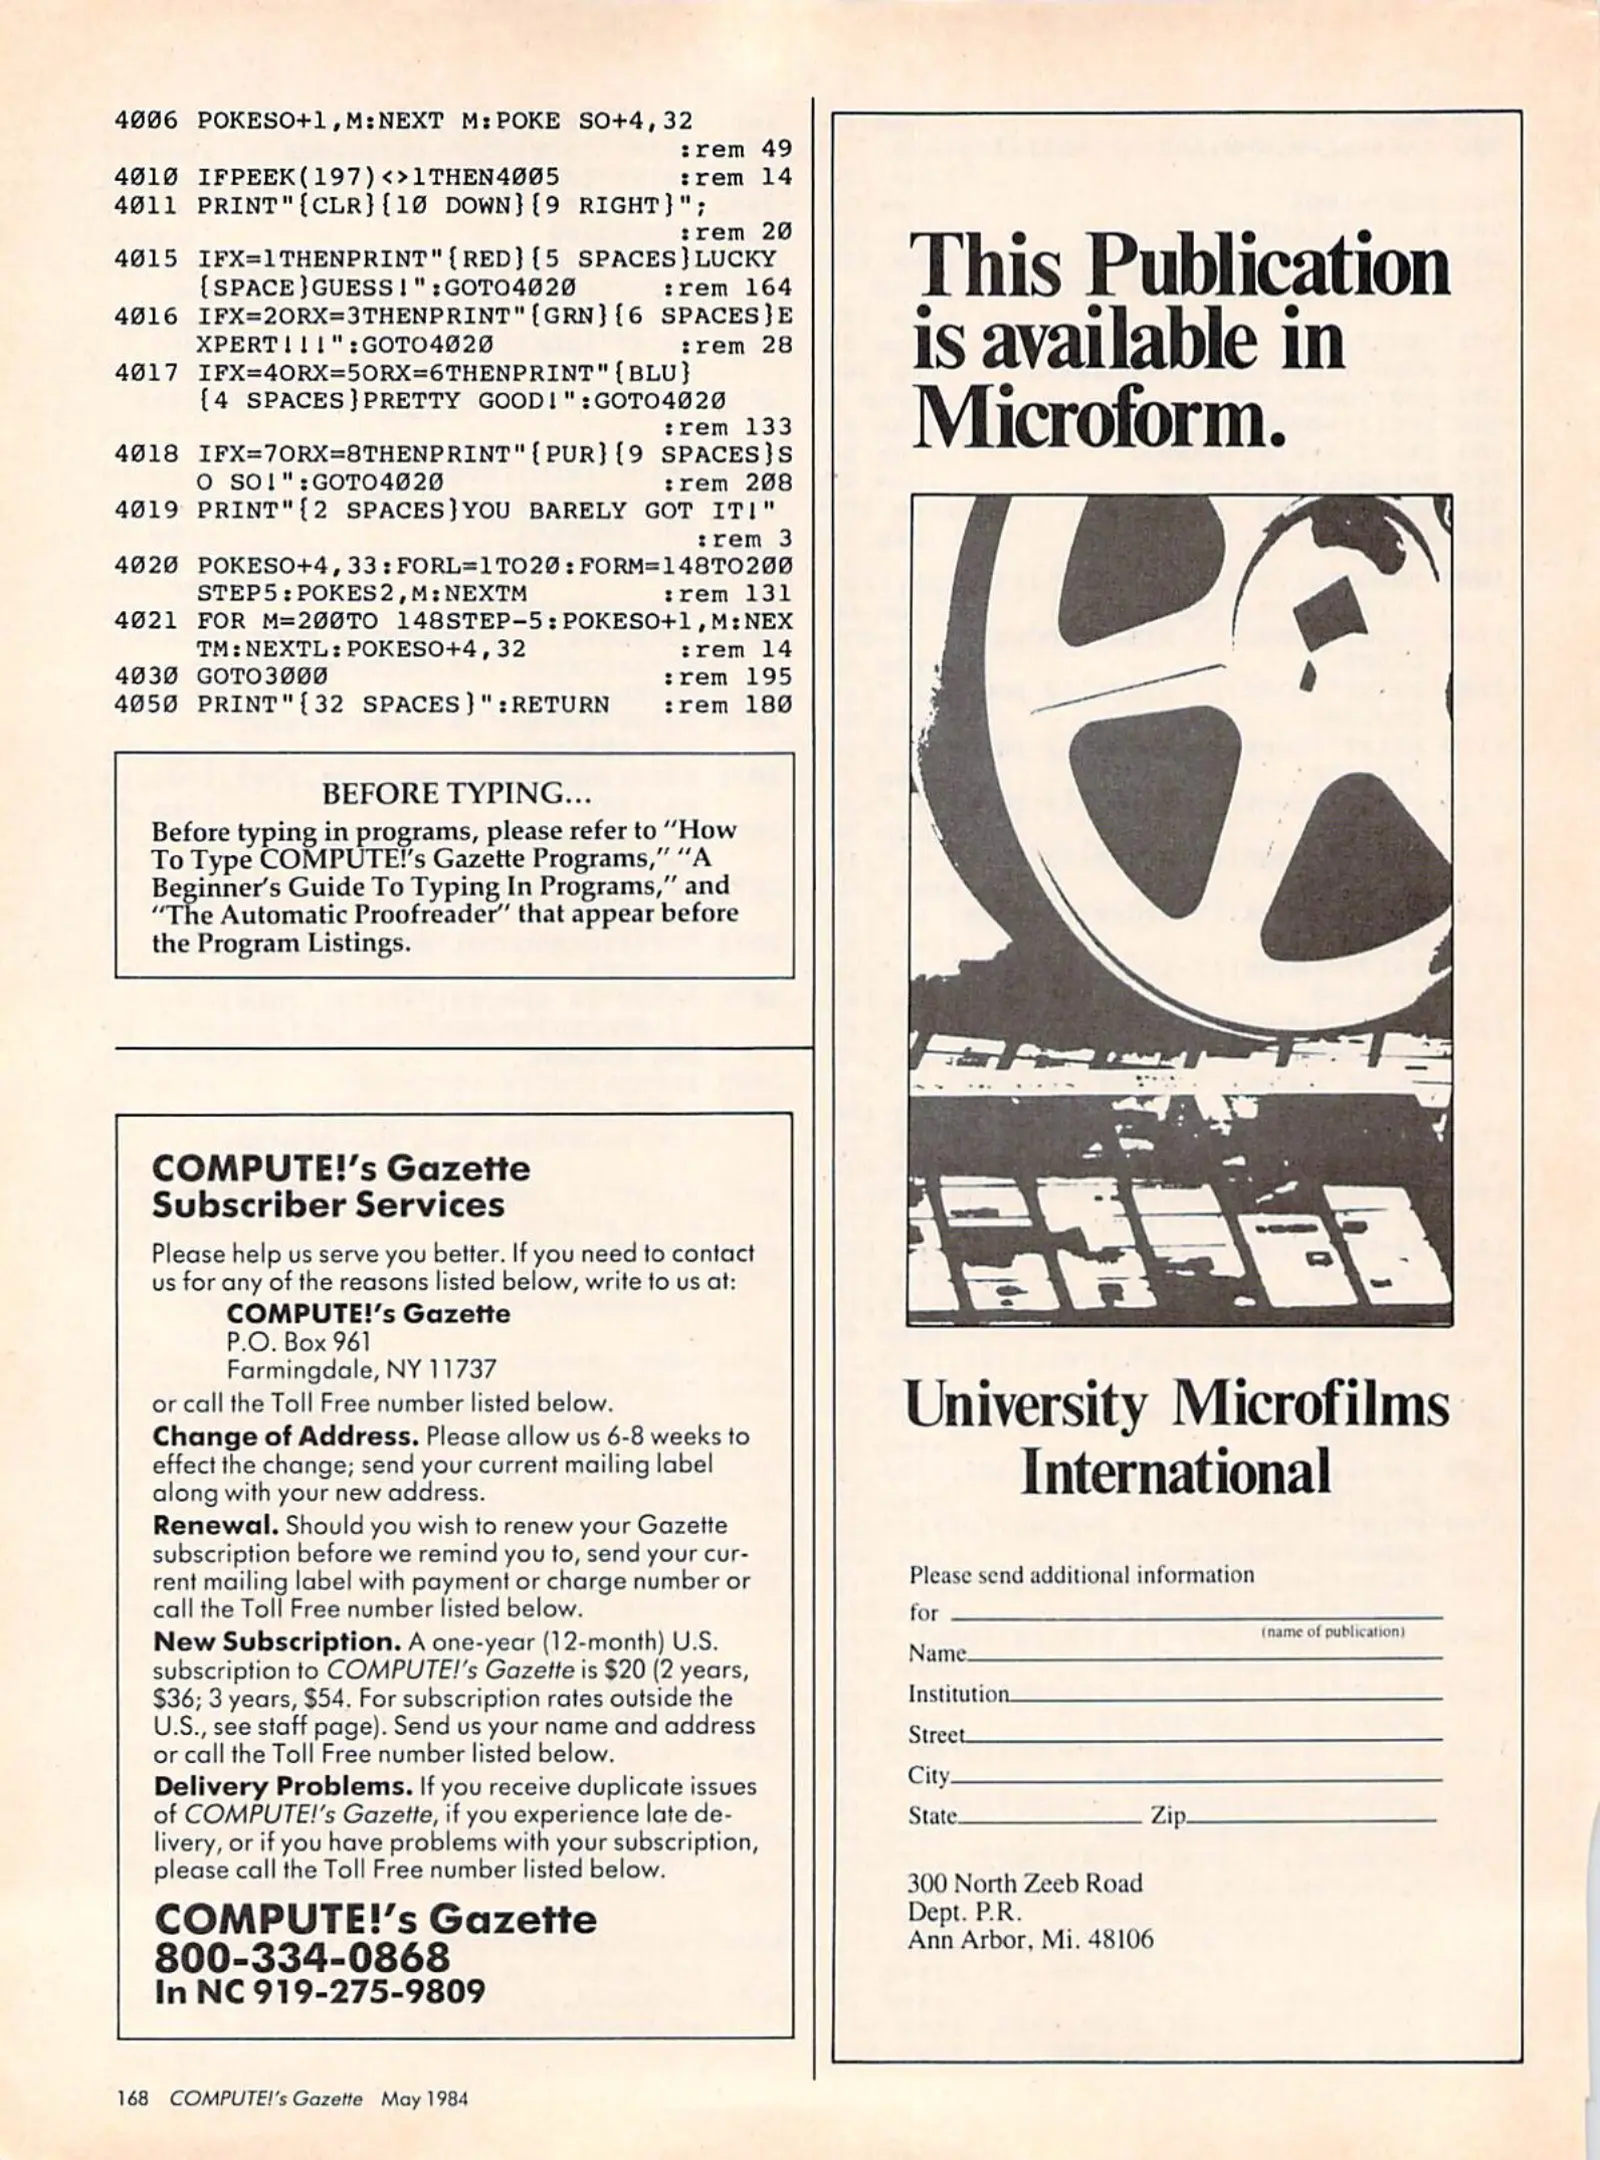 4006 POKESO+1,M:NEXT M:POKE SO+4,32
:rem 49
4010 IFPEEK(197)<>1THEN4005 :rem 14
4011 PRINT"{CLR}{10 DOWN}{9 RIGHT}";
:rem 20
4015 IFX=1THENPRINT"{RED}{5 SPACES}LUCKY
{SPACE}GUESS!":GOTO4020 :rem 164
4016 IFX=2ORX=3THENPRINT"{GRN}{6 SPACES}E
XPERT!!!":GOTO4020 :rem 28
4017 IFX=4ORX=5ORX=6THENPRINT"{BLU}
{4 SPACES}PRETTY GOOD!":GOTO4020
:rem 133
4018 IFX=7ORX=8THENPRINT"{PUR}{9 SPACES}S
O SO!":GOTO4020 :rem 208
4019 PRINT"{2 SPACES}YOU BARELY GOT IT!"
:rem 3
4020 POKESO+4,33:FORL=1TO20:FORM=148TO200
STEP5:POKES2,M:NEXTM :rem 131
4021 FOR M=200TO 148STEP-5:POKESO+1,M:NEX
TM:NEXTL:POKESO+4,32 :rem 14
4030 GOTO3000 :rem 195
4050 PRINT"{32 SPACES}":RETURN :rem 180
BEFORE TYPING...
Before typing in programs, please refer to "How
To Type COMPUTE!'s Gazette Programs," "A
Beginner's Guide To Typing In Programs," and
"The Automatic Proofreader" that appear before
the Program Listings.
COMPUTE!'s Gazette
Subscriber Services
Please help us serve you better. If you need to contact
us for any of the reasons listed below, write to us at:
COMPUTE!'s Gazette
P.O. Box 961
Farmingdale, NY 11737
or call the Toll Free number listed below.
Change of Address. Please allow us 6-8 weeks to
effect the change; send your current mailing label
along with your new address.
Renewal. Should you wish to renew your Gazette
subscription before we remind you to, send your cur-
rent mailing label with payment or charge number or
call the Toll Free number listed below.
New Subscription. A one-year (12-month) U.S.
subscription to COMPUTE!'s Gazette is $20 (2 years,
$36; 3 years, $54. For subscription rates outside the
U.S., see staff page). Send us your name and address
or call the Toll Free number listed below.
Delivery Problems. If you receive duplicate issues
of COMPUTE!'s Gazette, if you experience late de-
livery, or if you have problems with your subscription,
please call the Toll Free number listed below.
COMPUTE!'s Gazette
800-334-0868
In NC 919-275-9809
This Publication
is available in
Microform.
University Microfilms
International
Please send additional information
for
(name of publication)
Name
Institution
Street
City
State Zip
300 North Zeeb Road
Dept. P.R.
Ann Arbor, Mi. 48106
168 COMPUTE!'s Gazette May 1984